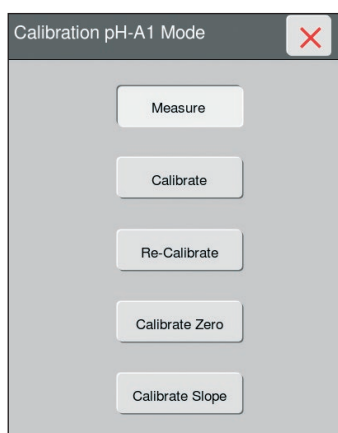 Calibration pH-A1 Mode
Measure
Calibrate
Re-Calibrate
Calibrate Zero
Calibrate Slope